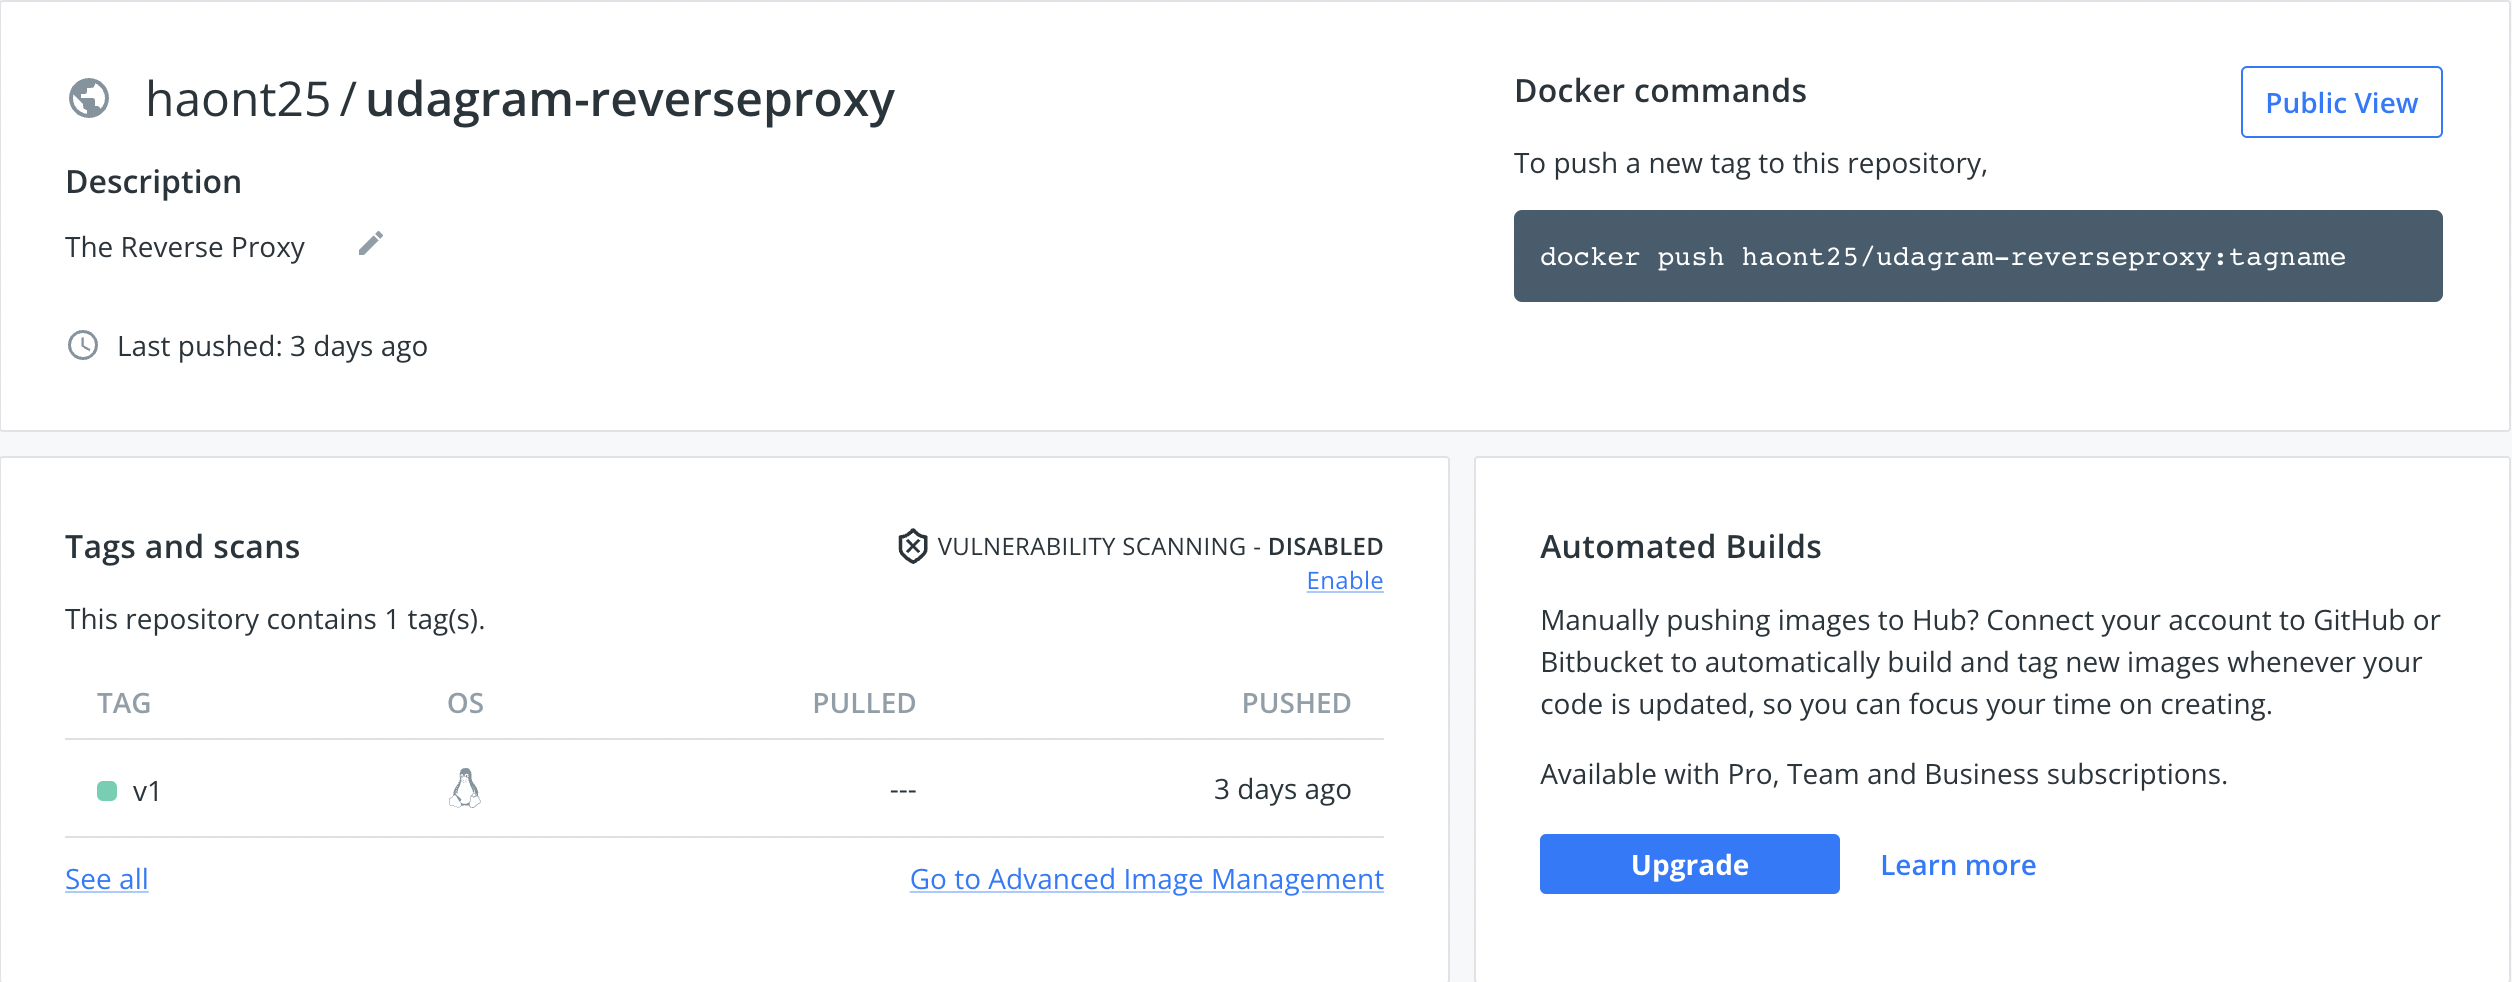 haont25 / udagram-reverseproxy
Description
The Reverse Proxy
Last pushed: 3 days ago
Docker commands
Public View
To push a new tag to this repository,
docker push haont25/udagram-reverseproxy:tagname
Tags and scans
VULNERABILITY SCANNING - DISABLED
Enable
This repository contains 1 tag(s).
TAG OS PULLED PUSHED
v1 --- 3 days ago
See all Go to Advanced Image Management
Automated Builds
Manually pushing images to Hub? Connect your account to GitHub or
Bitbucket to automatically build and tag new images whenever your
code is updated, so you can focus your time on creating.
Available with Pro, Team and Business subscriptions.
Upgrade Learn more